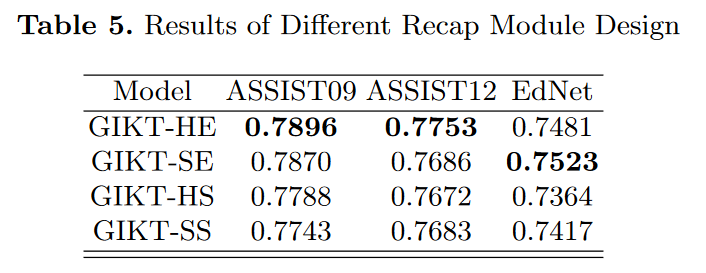 Table 5. Results of Different Recap Module Design
Model ASSIST09 ASSIST12 EdNet
GIKT-HE 0.7896 0.7753 0.7481
GIKT-SE 0.7870 0.7686 0.7523
GIKT-HS 0.7788 0.7672 0.7364
GIKT-SS 0.7743 0.7683 0.7417